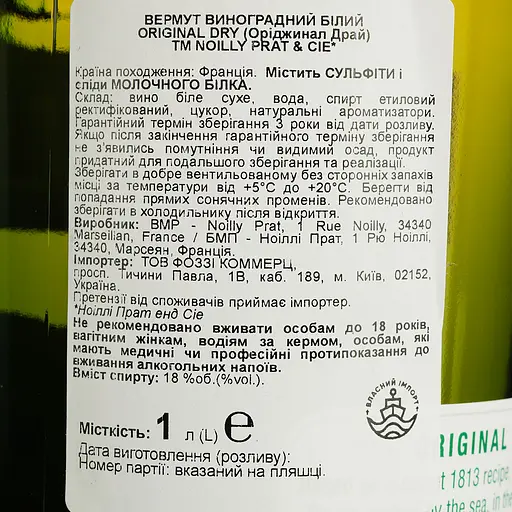 ВЕРМУТ ВИНОГРАДНИЙ БІЛИЙ
ORIGINAL DRY (Оріджинал Драй)
ТМ NOILLY PRAT & CIE*
Країна походження: Франція. Містить СУЛЬФІТИ і
сліди МОЛОЧНОГО БІЛКА.
Склад: вино біле сухе, вода, спирт етиловий
ректифікований, цукор, натуральні ароматизатори.
Гарантійний термін зберігання 3 роки від дати розливу.
Якщо після закінчення гарантійного терміну зберігання
не з'явились помутніння чи видимий осад, продукт
придатний для подальшого зберігання та реалізації.
Зберігати в добре вентильованому без сторонніх запахів
місці за температури від +5°С до +20°С. Берегти від
попадання прямих сонячних променів. Рекомендовано
зберігати в холодильнику після відкриття.
Виробник: BMP - Noilly Prat, 1 Rue Noilly, 34340
Marseilian, France / БМП - Ноіллі Прат, 1 Рю Ноіллі,
34340, Марсеян, Франція.
Імпортер: ТОВ ФОЗЗІ КОММЕРЦ,
просп. Тичини Павла, 1В, каб. 189, м. Київ, 02152,
Україна.
Претензії від споживачів приймає імпортер.
*Ноіллі Прат енд Сіе
Не рекомендовано вживати особам до 18 років,
вагітним жінкам, водіям за кермом, особам, які
мають медичні чи професійні протипоказання до
вживання алкогольних напоїв.
Вміст спирту: 18 %об.(%vol.).
ВЛАСНИЙ ІМПОРТ
Місткість: 1 л (L) e
Дата виготовлення (розливу):
Номер партії: вказаний на пляшці.
RIGINAL
t 1813 recipe
the sea, in the